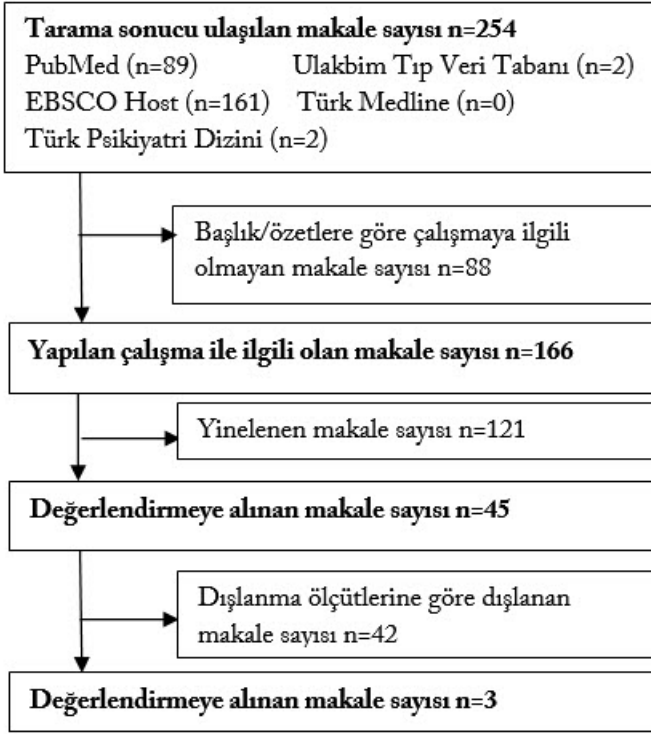 Tarama sonucu ulaşılan makale sayısı n=254
PubMed (n=89) Ulakbim Tıp Veri Tabanı (n=2)
EBSCO Host (n=161) Türk Medline (n=0)
Türk Psikiyatri Dizini (n=2)
Başlık/özetlere göre çalışmaya ilgili
olmayan makale sayısı n=88
Yapılan çalışma ile ilgili olan makale sayısı n=166
Yinelenen makale sayısı n=121
Değerlendirmeye alınan makale sayısı n=45
Dışlanma ölçütlerine göre dışlanan
makale sayısı n=42
Değerlendirmeye alınan makale sayısı n=3